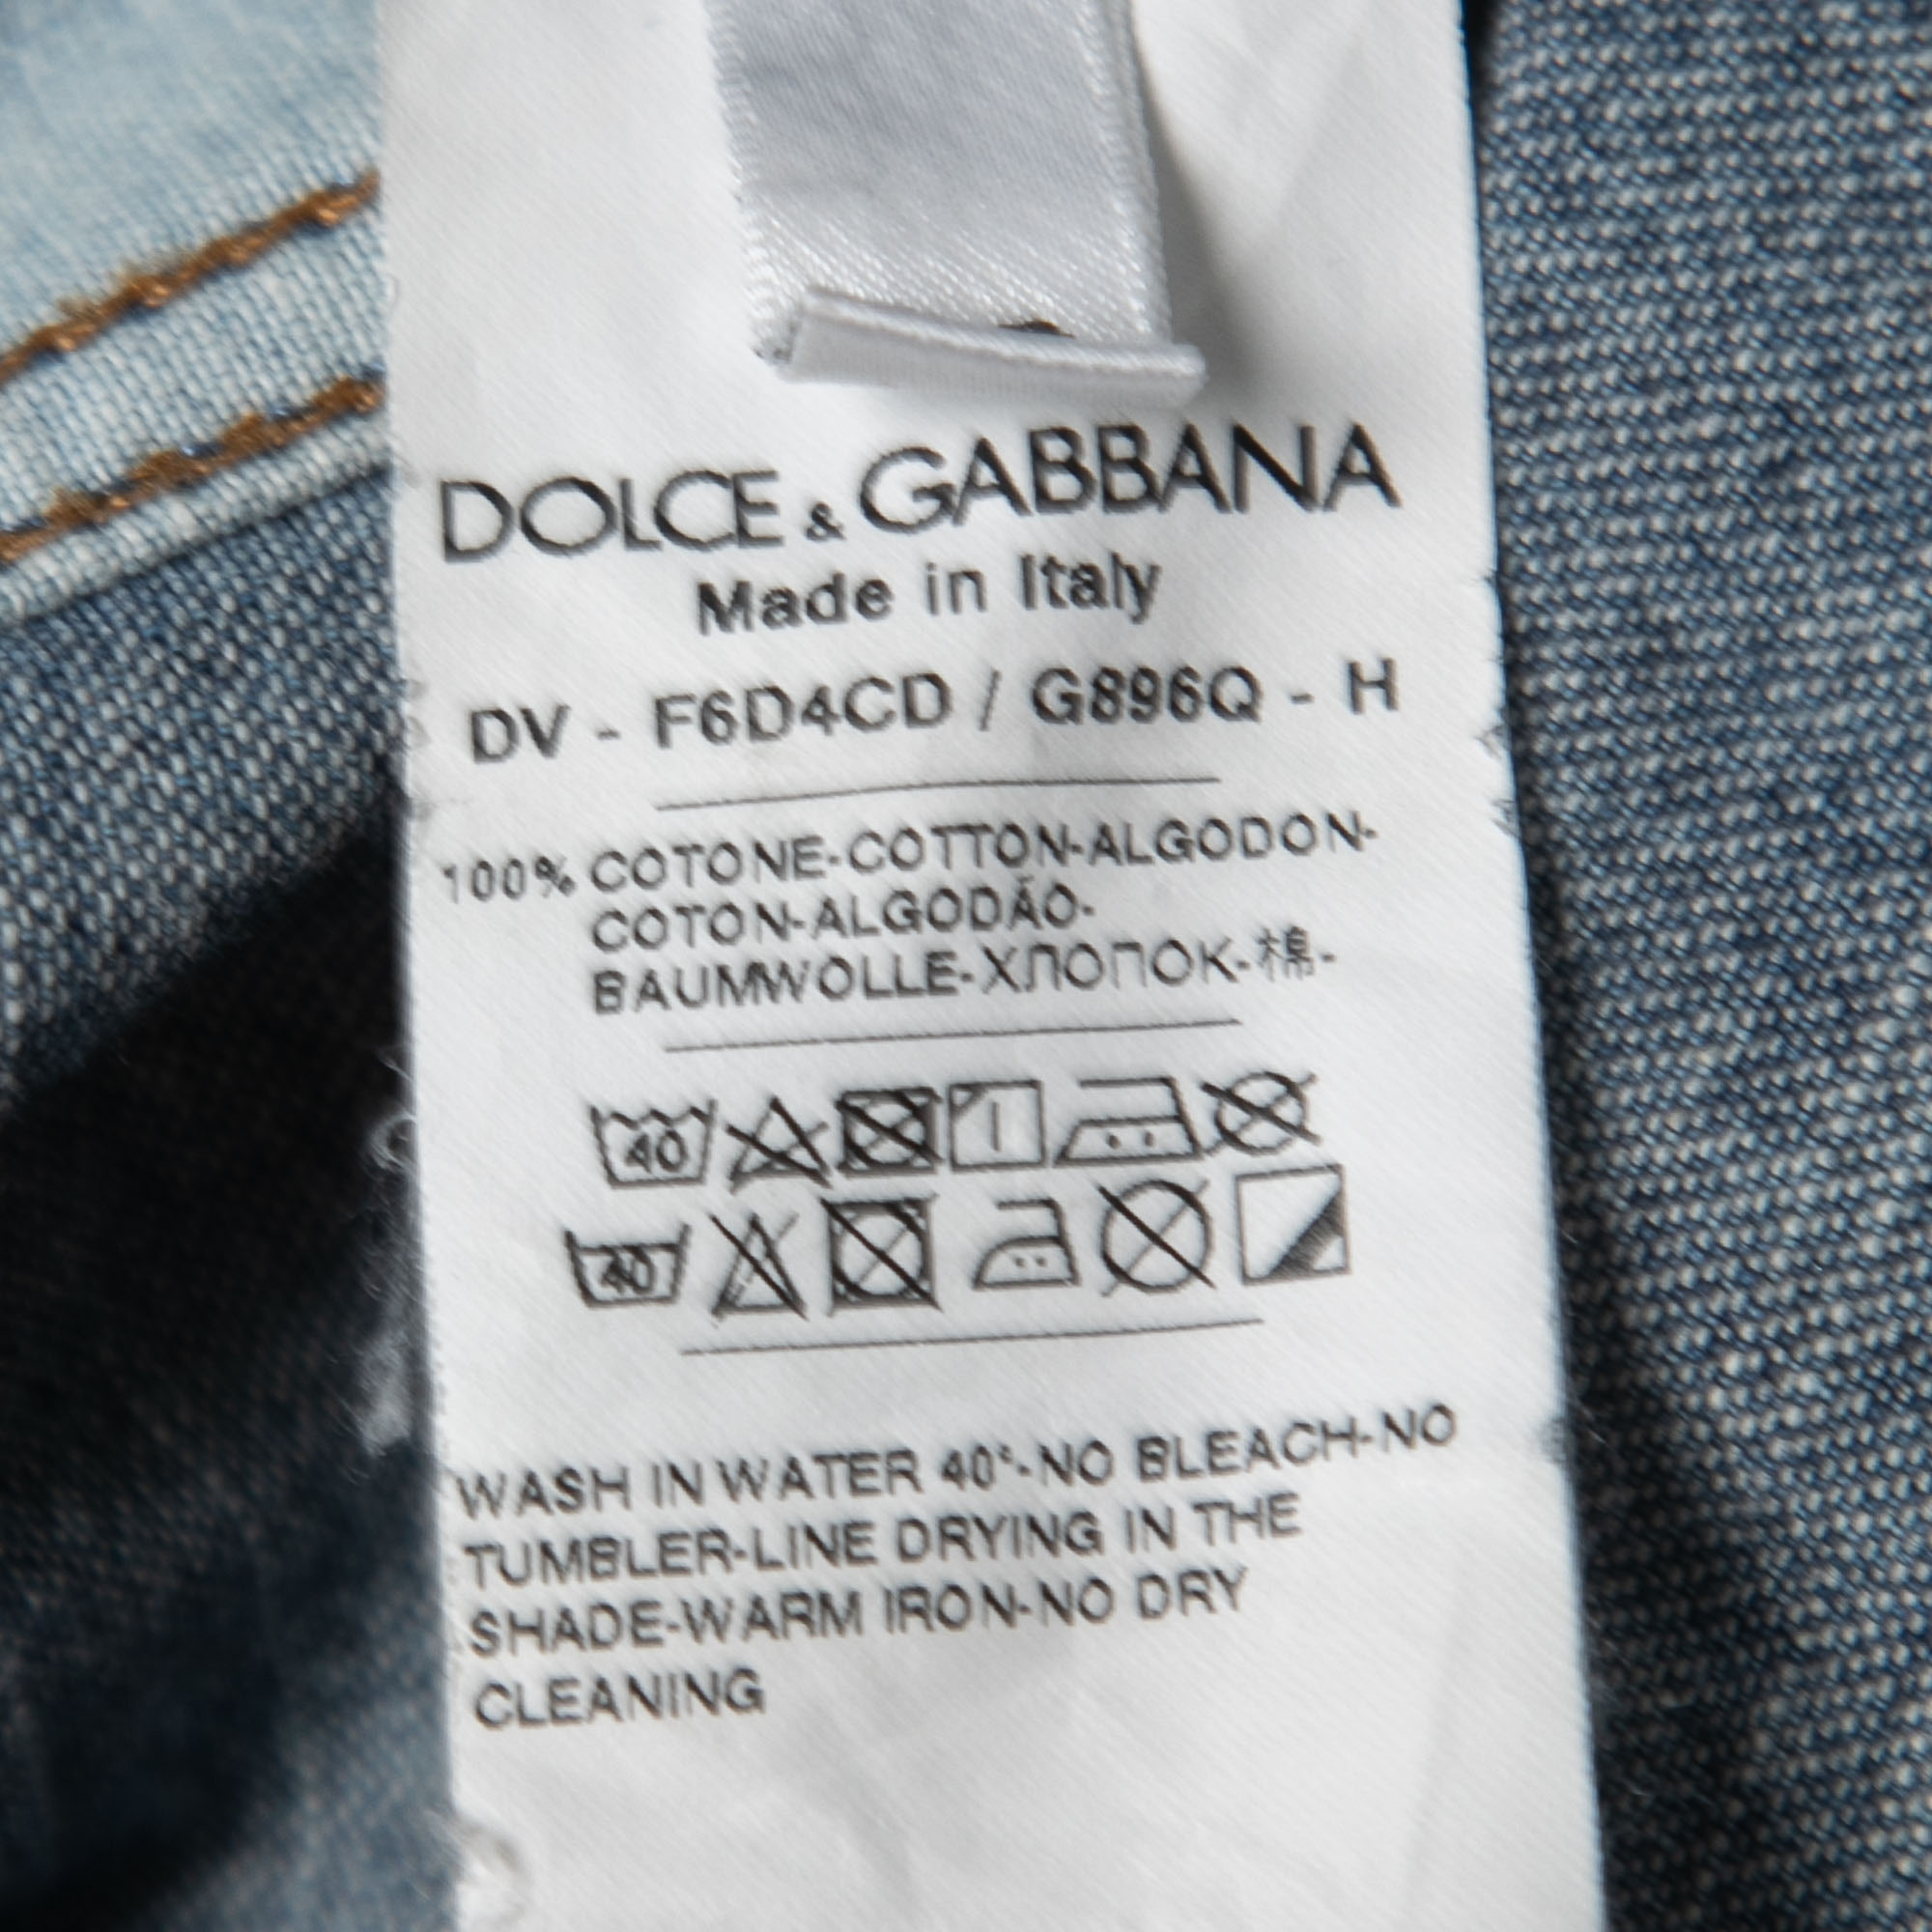 DOLCE & GABBANA
Made in Italy
DV - F6D4CD / G896Q - H
100% COTONE-COTTON-ALGODON-
COTON-ALGODÃO-
BAUMWOLLE-ХЛОПОК-棉-
40
40
WASH IN WATER 40°-NO BLEACH-NO
TUMBLER-LINE DRYING IN THE
SHADE-WARM IRON-NO DRY
CLEANING